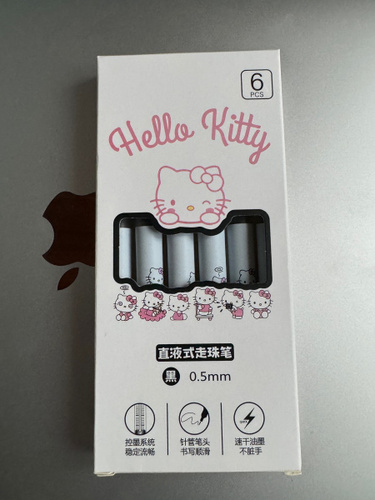 6
PCS
Hello Kitty
直液式走珠笔
黑 0.5mm
控墨系统
稳定流畅
针管笔头
书写顺滑
速干油墨
不脏手